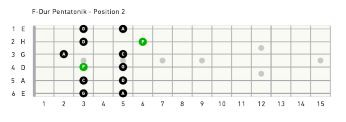 F-Dur Pentatonik - Position 2
1 E G A
2 H D F
3 G A C
4 D F G
5 A C D
6 E G A
1 2 3 4 5 6 7 8 9 10 11 12 13 14 15